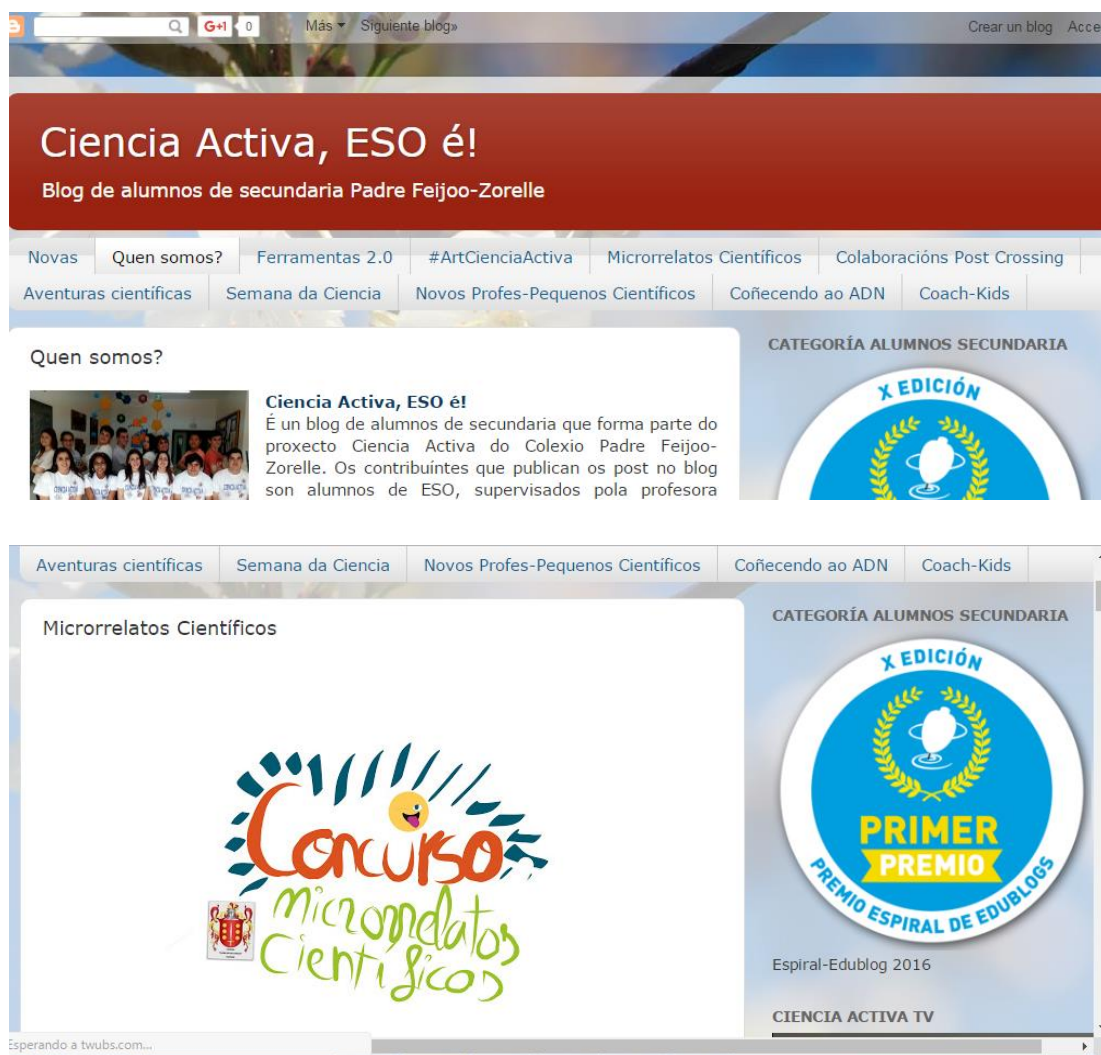 G+1 0 Más Siguiente blog» Crear un blog Acce
Ciencia Activa, ESO é!
Blog de alumnos de secundaria Padre Feijoo-Zorelle
Novas Quen somos? Ferramentas 2.0 #ArtCienciaActiva Microrrelatos Científicos Colaboracións Post Crossing
Aventuras científicas Semana da Ciencia Novos Profes-Pequenos Científicos Coñecendo ao ADN Coach-Kids
Quen somos?
Ciencia Activa, ESO é!
É un blog de alumnos de secundaria que forma parte do
proxecto Ciencia Activa do Colexio Padre Feijoo-
Zorelle. Os contribuíntes que publican os post no blog
son alumnos de ESO, supervisados pola profesora
CATEGORÍA ALUMNOS SECUNDARIA
X EDICIÓN
Aventuras científicas Semana da Ciencia Novos Profes-Pequenos Científicos Coñecendo ao ADN Coach-Kids
Microrrelatos Científicos
Concurso
Microrrelatos
Científicos
CATEGORÍA ALUMNOS SECUNDARIA
X EDICIÓN
PRIMER
PREMIO
PREMIO ESPIRAL DE EDUBLOGS
Espiral-Edublog 2016
CIENCIA ACTIVA TV
Esperando a twubs.com...